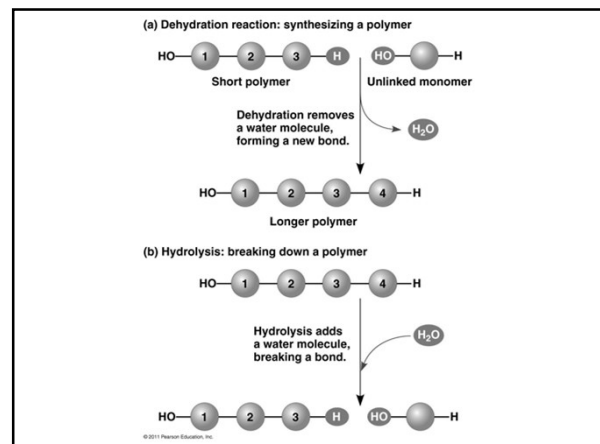 (a) Dehydration reaction: synthesizing a polymer
HO 1 2 3 H HO H
Short polymer Unlinked monomer
Dehydration removes
a water molecule,
forming a new bond.
H₂O
HO 1 2 3 4 H
Longer polymer
(b) Hydrolysis: breaking down a polymer
HO 1 2 3 4 H
Hydrolysis adds
a water molecule,
breaking a bond.
H₂O
HO 1 2 3 H HO H
© 2011 Pearson Education, Inc.